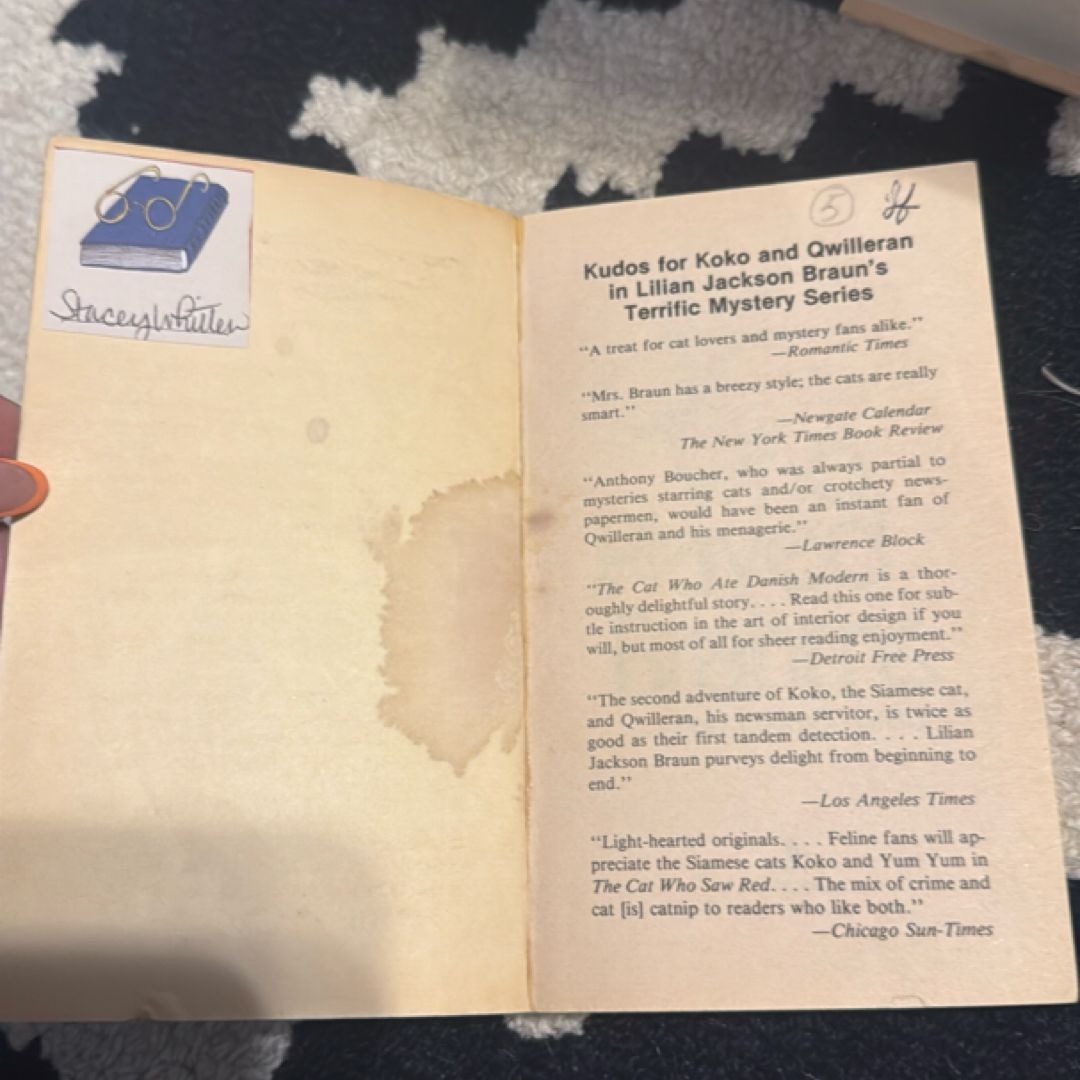 Stacey Whitten
5
Kudos for Koko and Qwilleran
in Lilian Jackson Braun's
Terrific Mystery Series
"A treat for cat lovers and mystery fans alike."
—Romantic Times
"Mrs. Braun has a breezy style; the cats are really
smart."
—Newgate Calendar
The New York Times Book Review
"Anthony Boucher, who was always partial to
mysteries starring cats and/or crotchety news-
papermen, would have been an instant fan of
Qwilleran and his menagerie."
—Lawrence Block
"The Cat Who Ate Danish Modern is a thor-
oughly delightful story. . . . Read this one for sub-
tle instruction in the art of interior design if you
will, but most of all for sheer reading enjoyment."
—Detroit Free Press
"The second adventure of Koko, the Siamese cat,
and Qwilleran, his newsman servitor, is twice as
good as their first tandem detection. . . . Lilian
Jackson Braun purveys delight from beginning to
end."
—Los Angeles Times
"Light-hearted originals. . . . Feline fans will ap-
preciate the Siamese cats Koko and Yum Yum in
The Cat Who Saw Red. . . . The mix of crime and
cat [is] catnip to readers who like both."
—Chicago Sun-Times